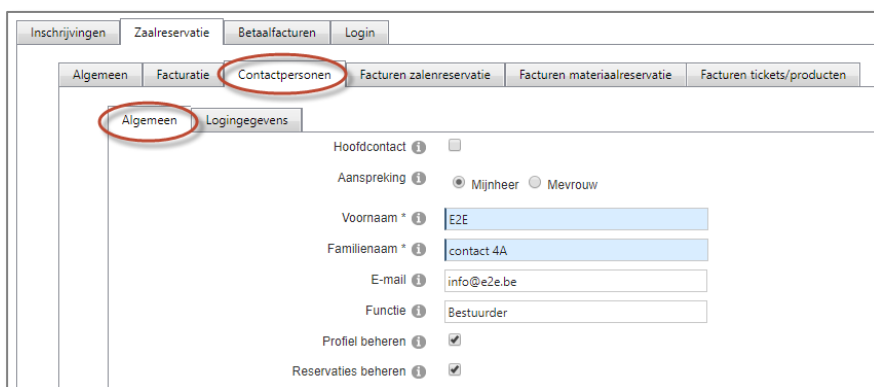 Inschrijvingen Zaalreservatie Betaalfacturen Login
Algemeen Facturatie Contactpersonen Facturen zalenreservatie Facturen materiaalreservatie Facturen tickets/producten
Algemeen Logingegevens
Hoofdcontact
Aanspreking Mijnheer Mevrouw
Voornaam * E2E
Familienaam * contact 4A
E-mail info@e2e.be
Functie Bestuurder
Profiel beheren
Reservaties beheren